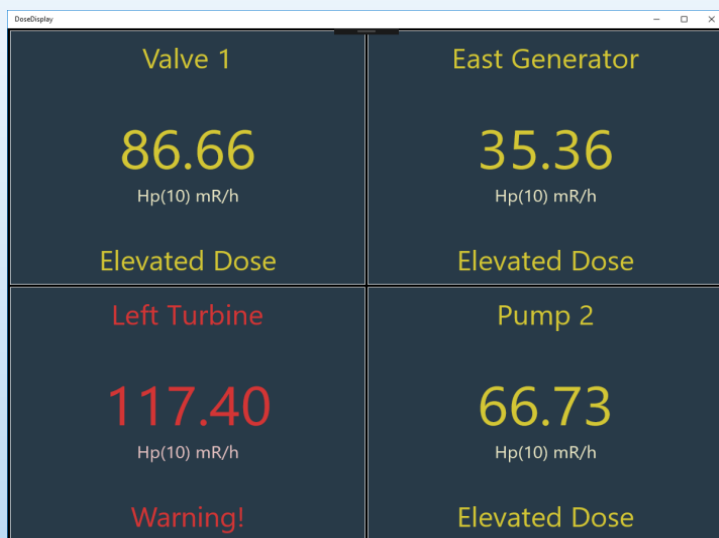 DoseDisplay
Valve 1
86.66
Hp(10) mR/h
Elevated Dose
East Generator
35.36
Hp(10) mR/h
Elevated Dose
Left Turbine
117.40
Hp(10) mR/h
Warning!
Pump 2
66.73
Hp(10) mR/h
Elevated Dose